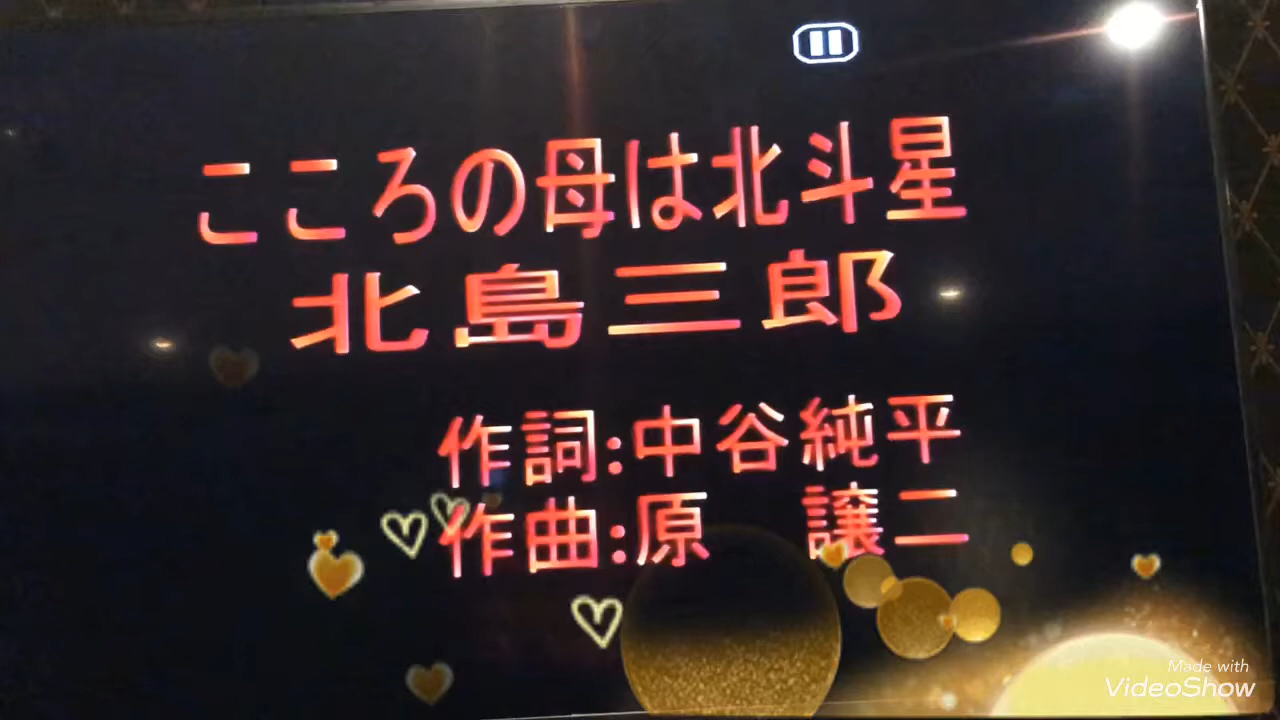 こころの母は北斗星
北島三郎
作詞:中谷純平
作曲:原　譲二
Made with
VideoShow